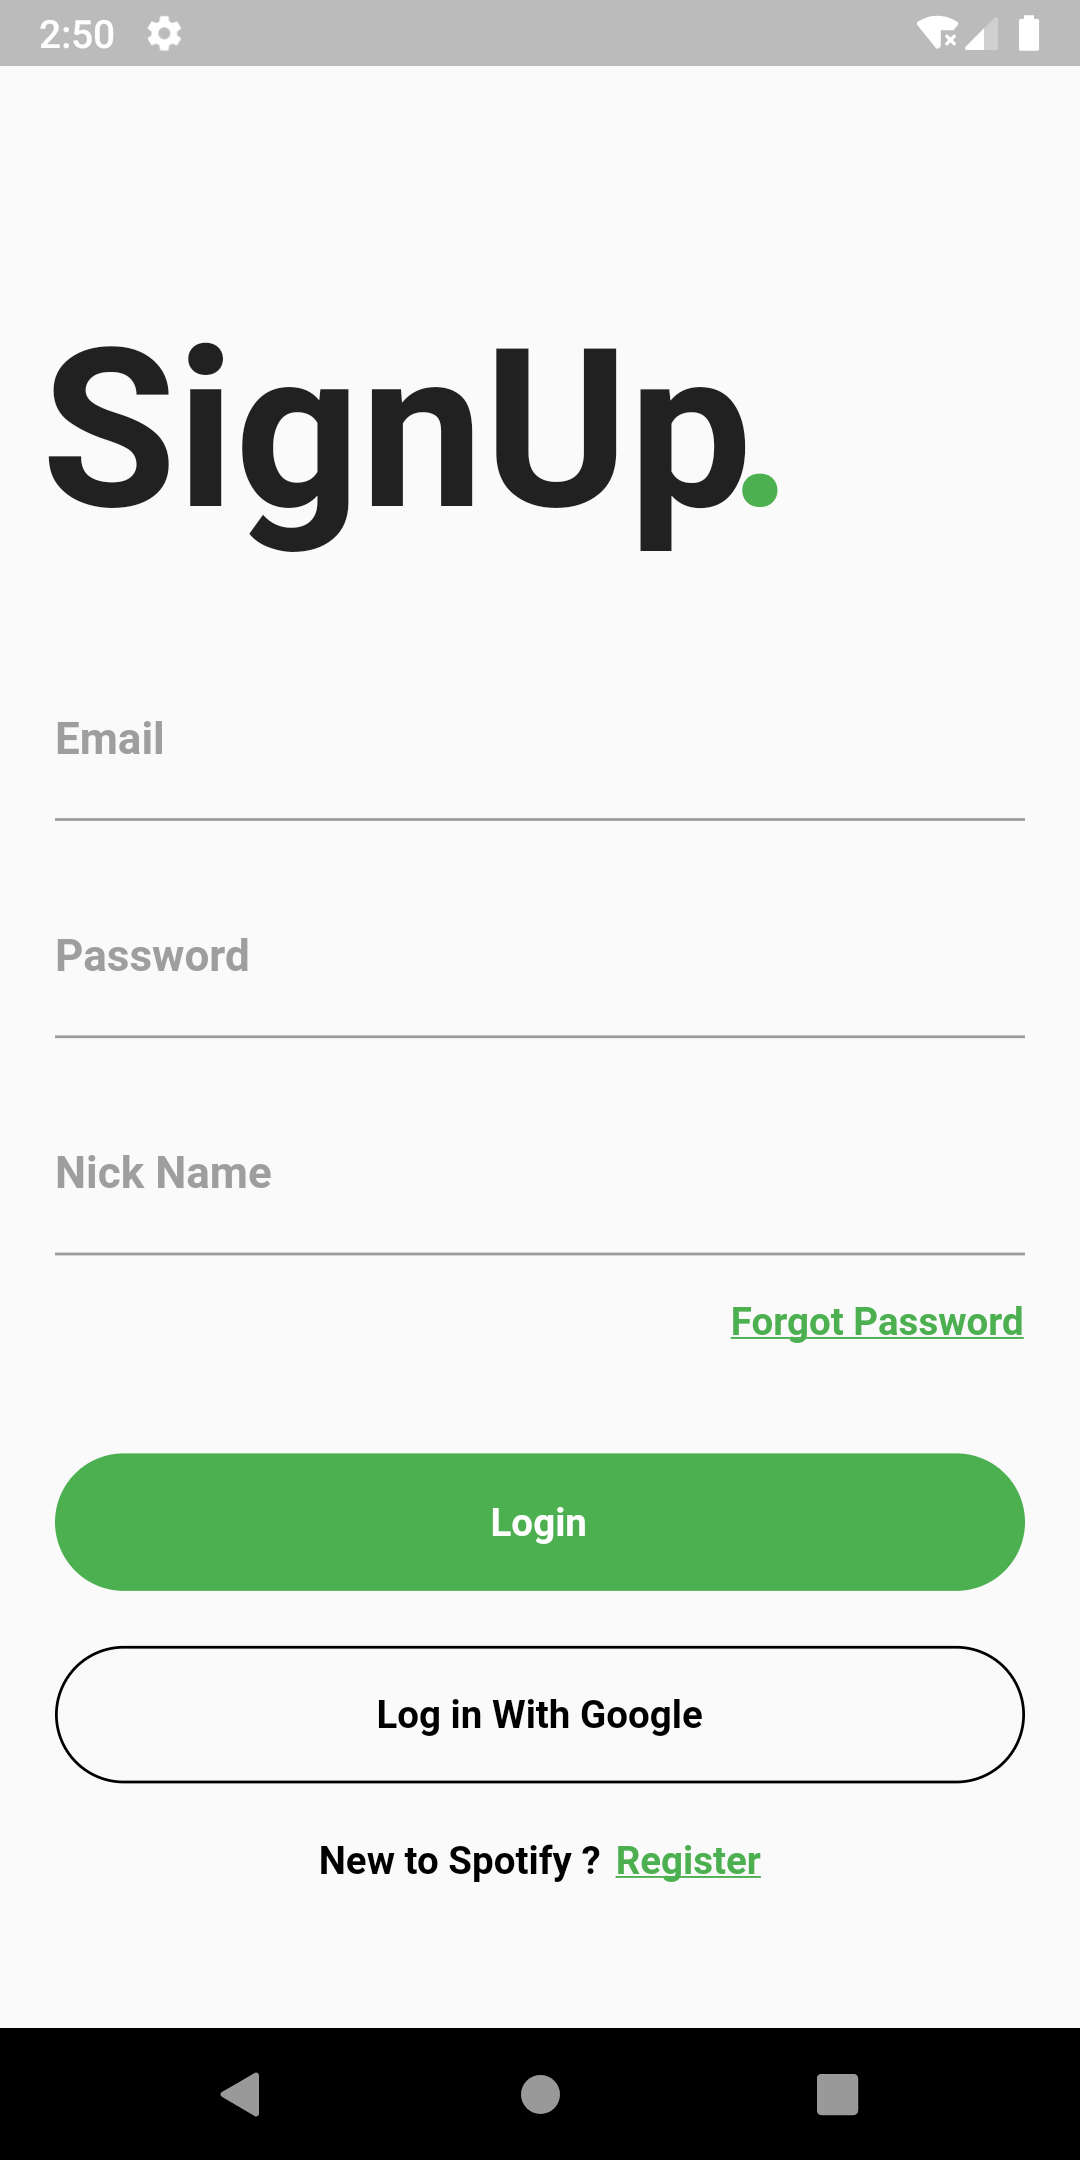 2:50
SignUp.
Email
Password
Nick Name
Forgot Password
Login
Log in With Google
New to Spotify ? Register